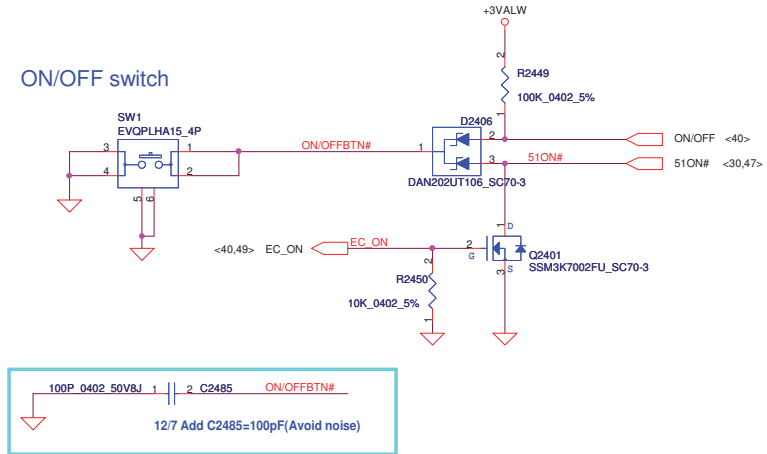 +3VALW
ON/OFF switch
2
R2449
100K_0402_5%
1
SW1
EVQPLHA15_4P
D2406
3
1
ON/OFFBTN#
1
2
ON/OFF <40>
4
2
3
51ON#
51ON# <30,47>
DAN202UT106_SC70-3
5
6
1
D
<40,49> EC_ON
EC_ON
2
G
Q2401
SSM3K7002FU_SC70-3
2
R2450
3
S
10K_0402_5%
1
100P_0402_50V8J
1
2
C2485
ON/OFFBTN#
12/7 Add C2485=100pF(Avoid noise)